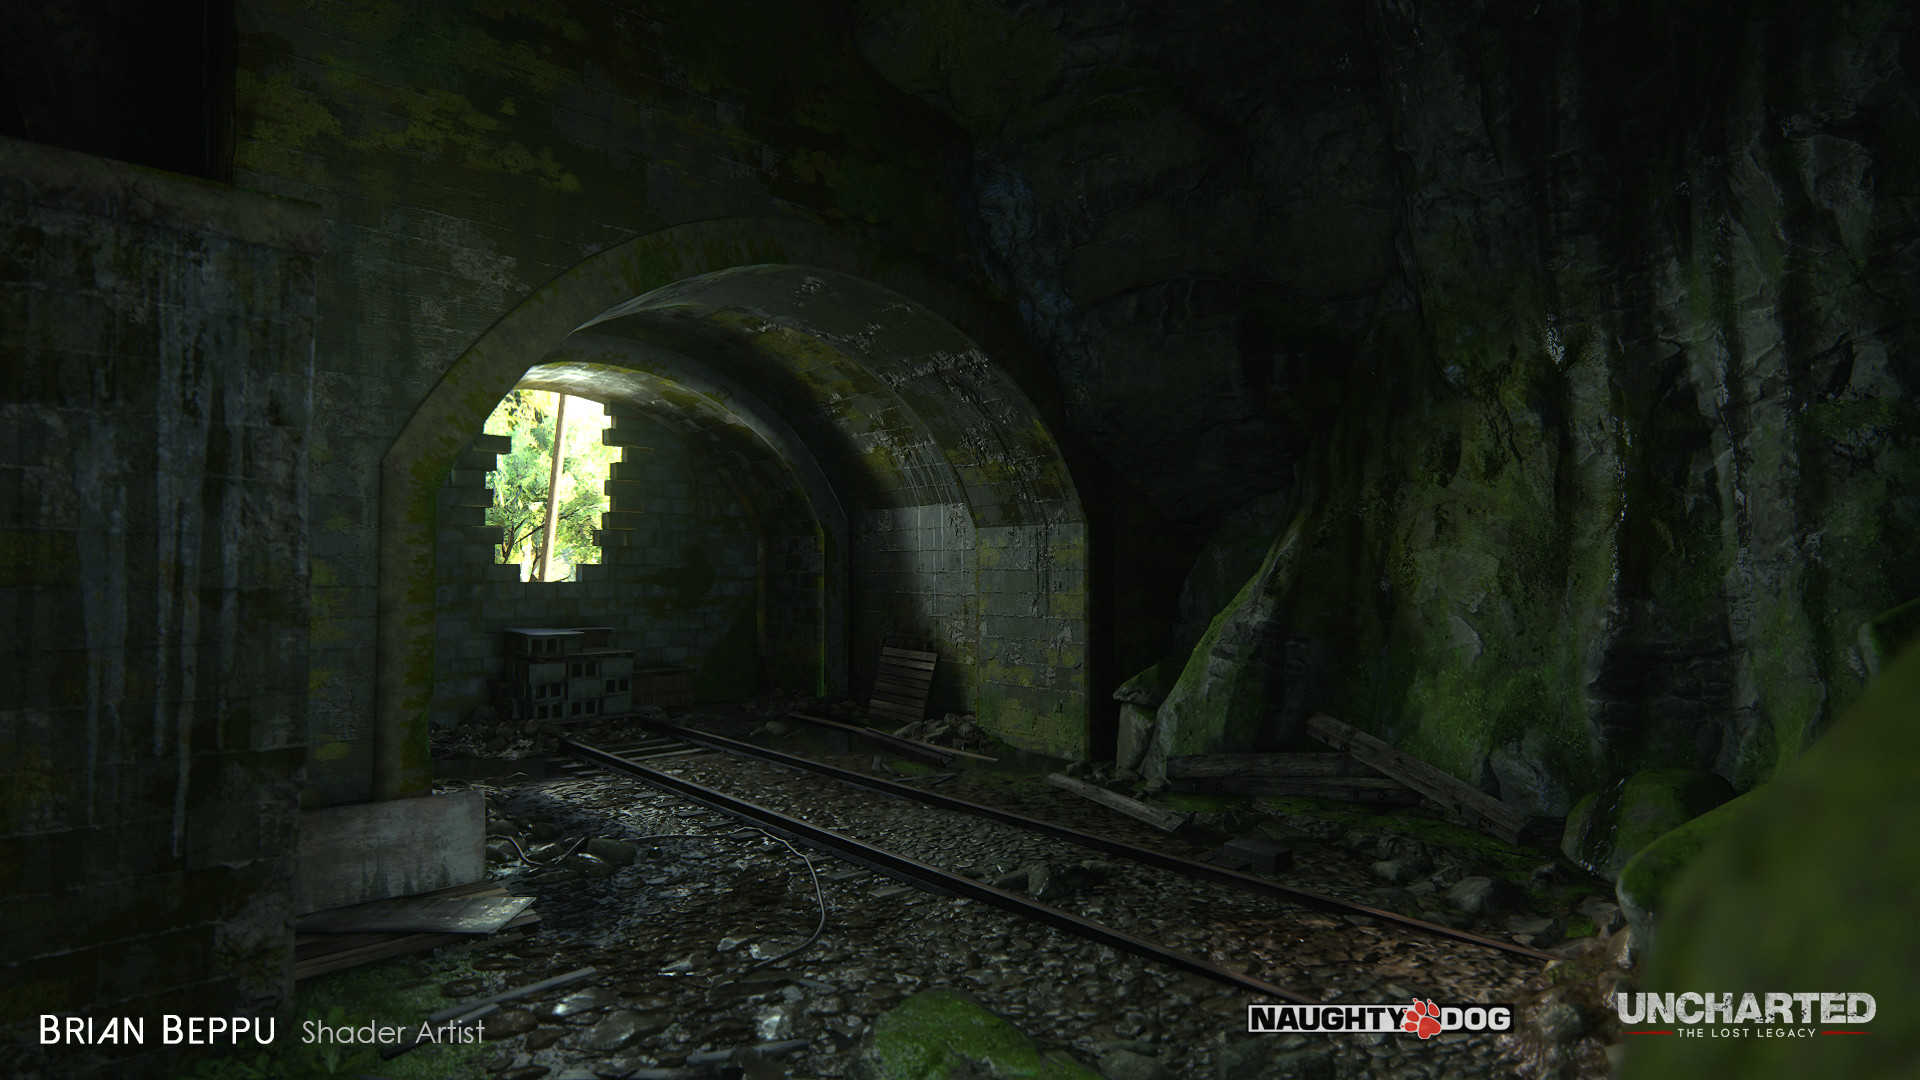 BRIAN BEPPU Shader Artist
NAUGHTY DOG
UNCHARTED
THE LOST LEGACY